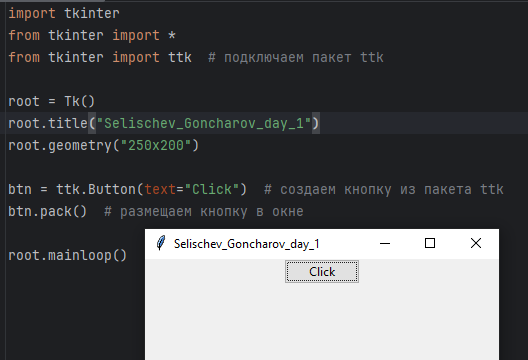 import tkinter
from tkinter import *
from tkinter import ttk  # подключаем пакет ttk
root = Tk()
root.title("Selischev_Goncharov_day_1")
root.geometry("250x200")
btn = ttk.Button(text="Click")  # создаем кнопку из пакета ttk
btn.pack()  # размещаем кнопку в окне
root.mainloop()
Selischev_Goncharov_day_1
Click